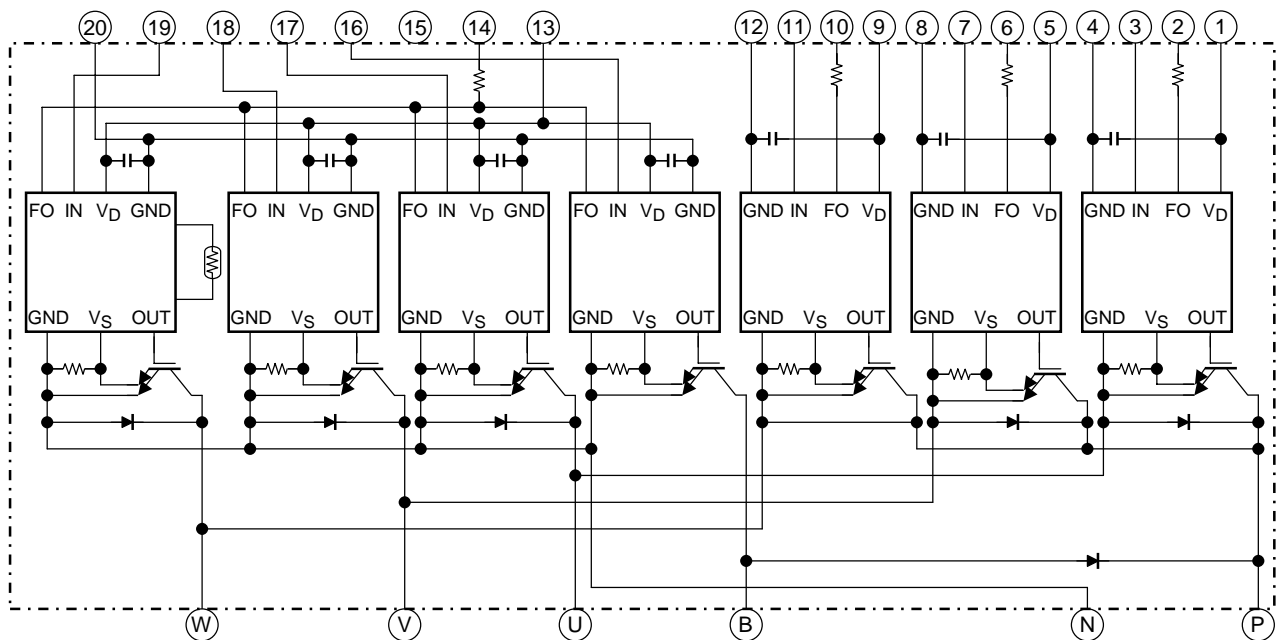 20 19 18 17 16 15 14 13 12 11 10 9 8 7 6 5 4 3 2 1
FO IN VD GND FO IN VD GND FO IN VD GND FO IN VD GND GND IN FO VD GND IN FO VD GND IN FO VD
GND VS OUT GND VS OUT GND VS OUT GND VS OUT GND VS OUT GND VS OUT GND VS OUT
W V U B N P